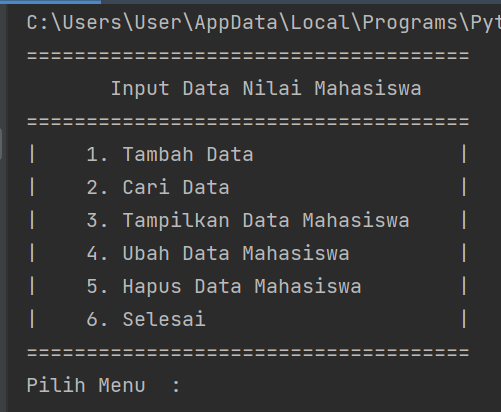 C:\Users\User\AppData\Local\Programs\Pyt
=====================================
Input Data Nilai Mahasiswa
=====================================
|    1. Tambah Data                 |
|    2. Cari Data                   |
|    3. Tampilkan Data Mahasiswa    |
|    4. Ubah Data Mahasiswa         |
|    5. Hapus Data Mahasiswa        |
|    6. Selesai                     |
=====================================
Pilih Menu  :